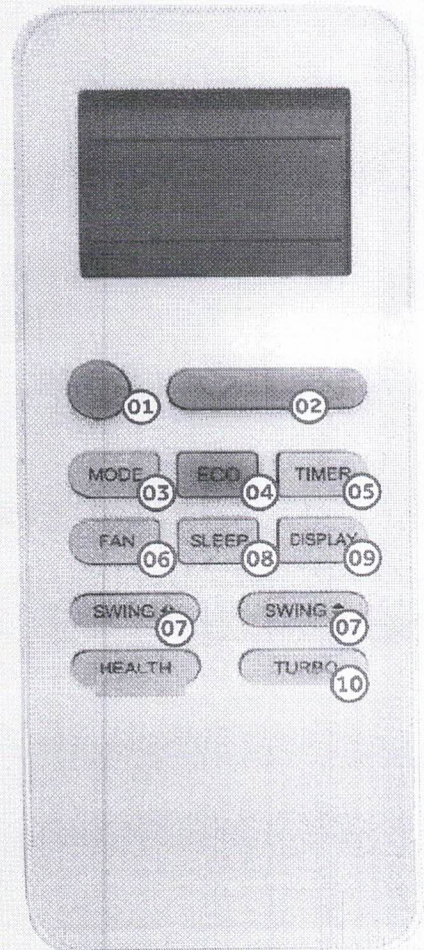 01 02
MODE 03 ECO 04 TIMER 05
FAN 06 SLEEP 08 DISPLAY 09
SWING 07 SWING 07
HEALTH TURBO 10